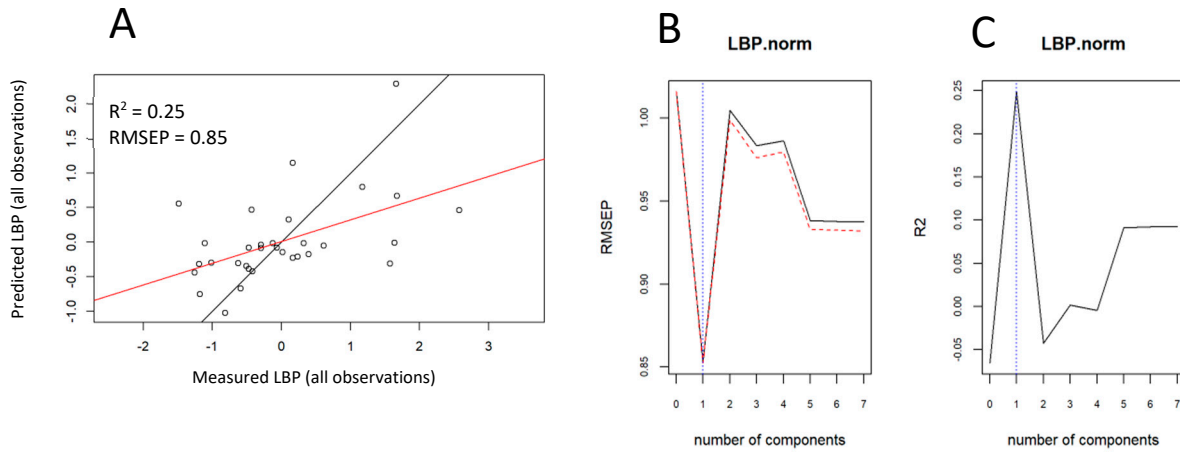 A
R² = 0.25
RMSEP = 0.85
Predicted LBP (all observations)
2.0
1.5
1.0
0.5
0.0
-1.0
-2
-1
0
1
2
3
Measured LBP (all observations)
B
LBP.norm
RMSEP
1.00
0.95
0.90
0.85
0 1 2 3 4 5 6 7
number of components
C
LBP.norm
R2
0.25
0.20
0.15
0.10
0.05
0.00
-0.05
0 1 2 3 4 5 6 7
number of components